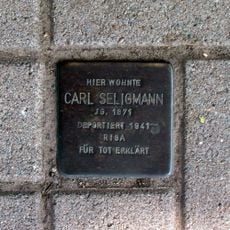 HIER WOHNTE
CARL SELIGMANN
JG. 1871
DEPORTIERT 1941
RIGA
FÜR TOT ERKLÄRT